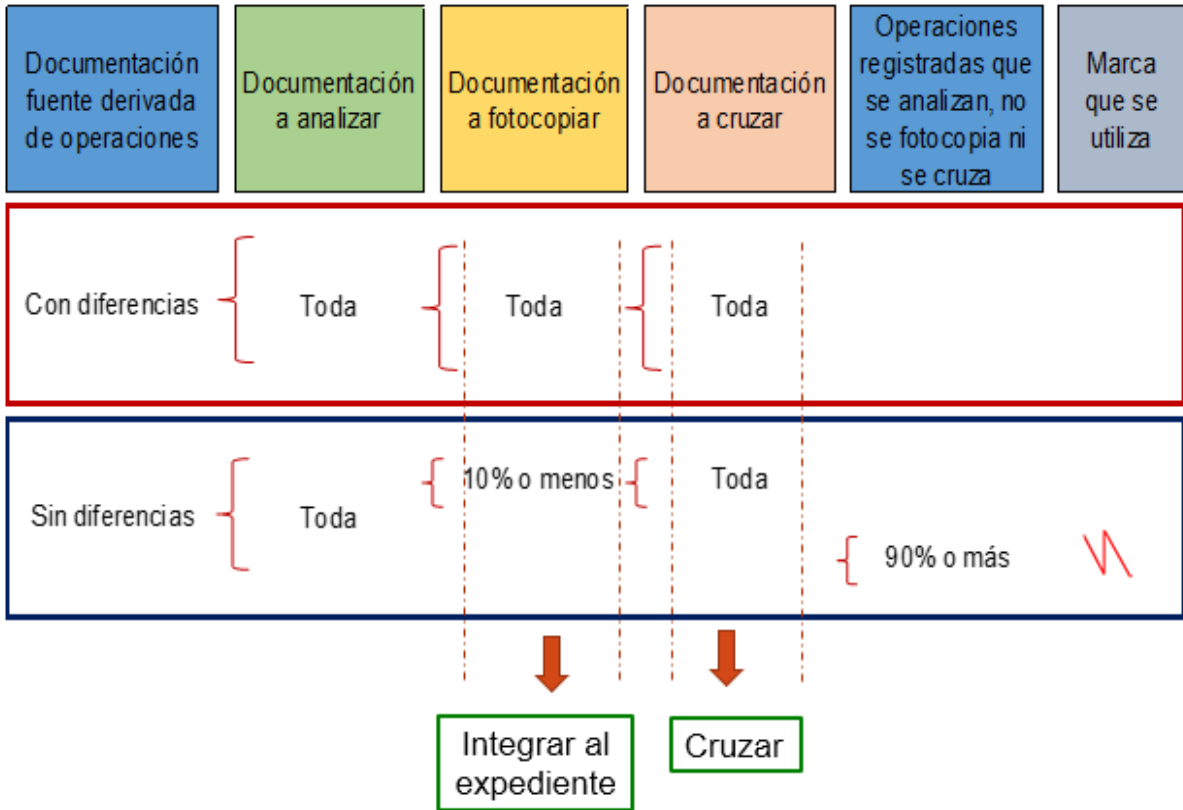 Documentación
fuente derivada
de operaciones
Documentación
a analizar
Documentación
a fotocopiar
Documentación
a cruzar
Operaciones
registradas que
se analizan, no
se fotocopia ni
se cruza
Marca
que se
utiliza
Con diferencias
Toda
Toda
Toda
Sin diferencias
Toda
10% o menos
Toda
90% o más
Integrar al
expediente
Cruzar